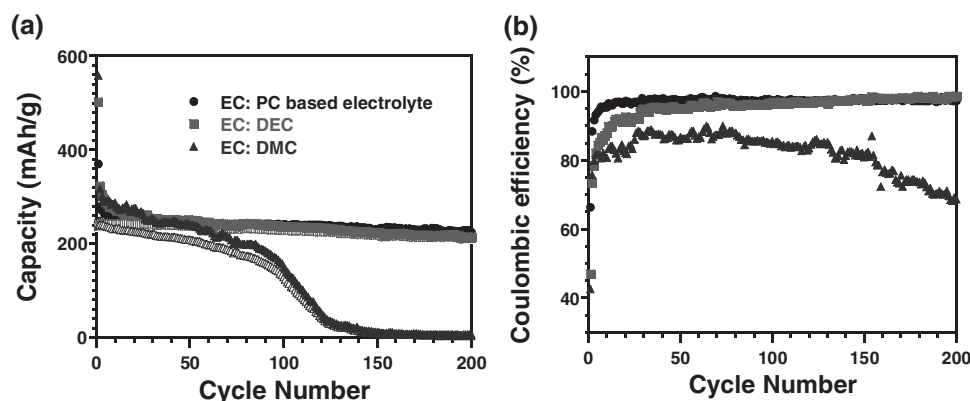 (a)
Capacity (mAh/g)
600
400
200
0
EC: PC based electrolyte
EC: DEC
EC: DMC
0 50 100 150 200
Cycle Number
(b)
Coulombic efficiency (%)
100
80
60
40
0 50 100 150 200
Cycle Number